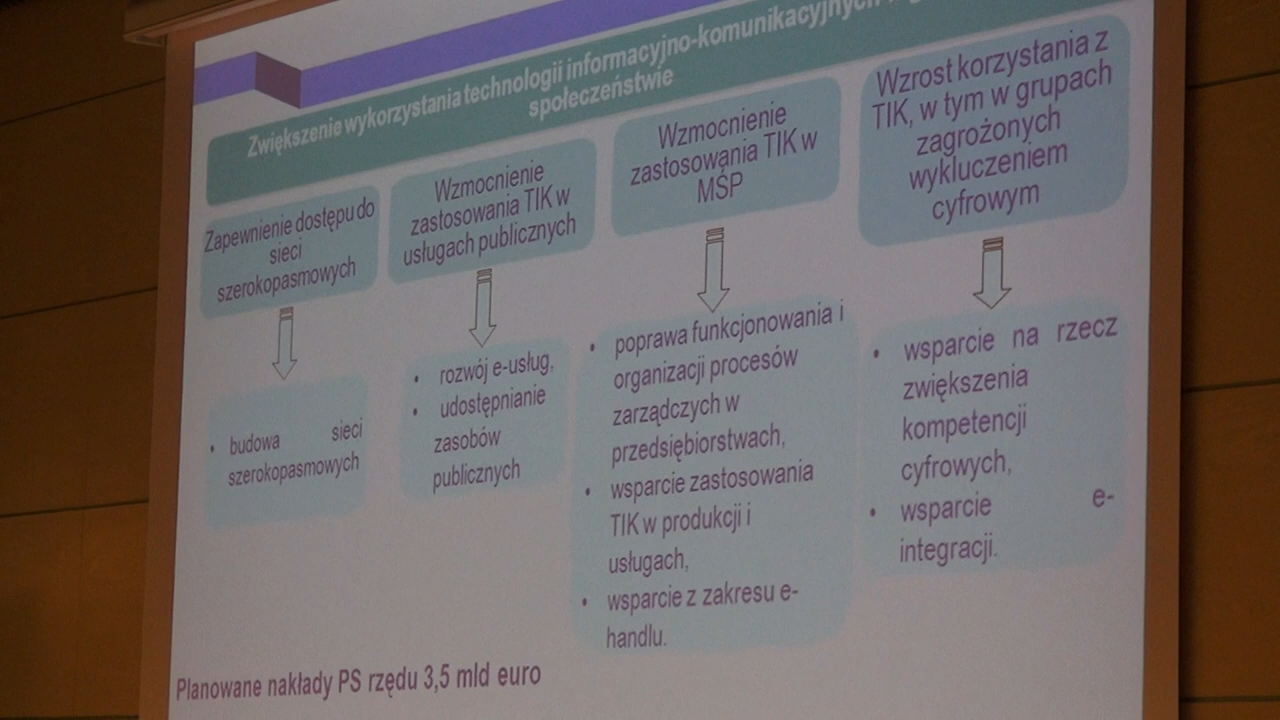 Zwiększenie wykorzystania technologii informacyjno-komunikacyjnych
społeczeństwie
Zapewnienie dostępu do
sieci
szerokopasmowych
Wzmocnienie
zastosowania TIK w
usługach publicznych
Wzmocnienie
zastosowania TIK w
MŚP
Wzrost korzystania z
TIK, w tym w grupach
zagrożonych
wykluczeniem
cyfrowym
• budowa sieci
szerokopasmowych
• rozwój e-usług,
• udostępnianie
zasobów
publicznych
• poprawa funkcjonowania i
organizacji procesów
zarządczych w
przedsiębiorstwach,
• wsparcie zastosowania
TIK w produkcji i
usługach,
• wsparcie z zakresu e-
handlu.
• wsparcie na rzecz
zwiększenia
kompetencji
cyfrowych,
• wsparcie e-
integracji.
Planowane nakłady PS rzędu 3,5 mld euro